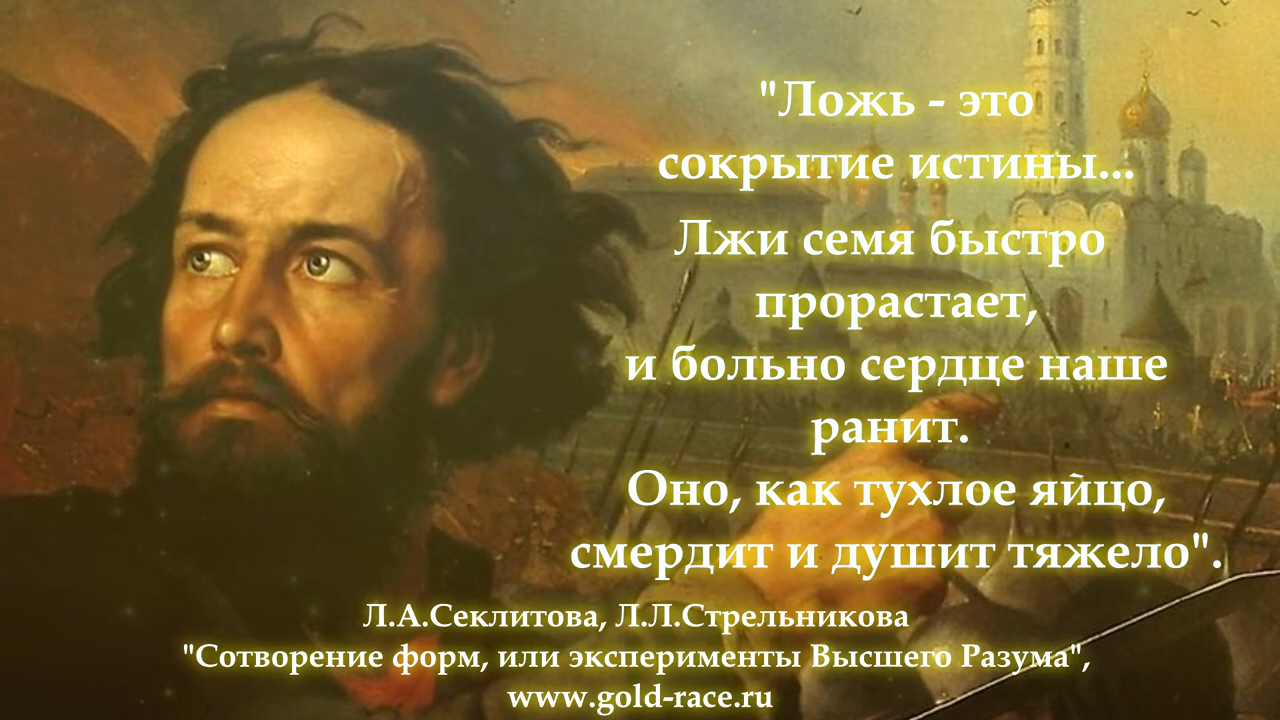 "Ложь - это
сокрытие истины...
Лжи семя быстро
прорастает,
и больно сердце наше
ранит.
Оно, как тухлое яйцо,
смердит и душит тяжело".
Л.А.Секлитова, Л.Л.Стрельникова
"Сотворение форм, или эксперименты Высшего Разума",
www.gold-race.ru